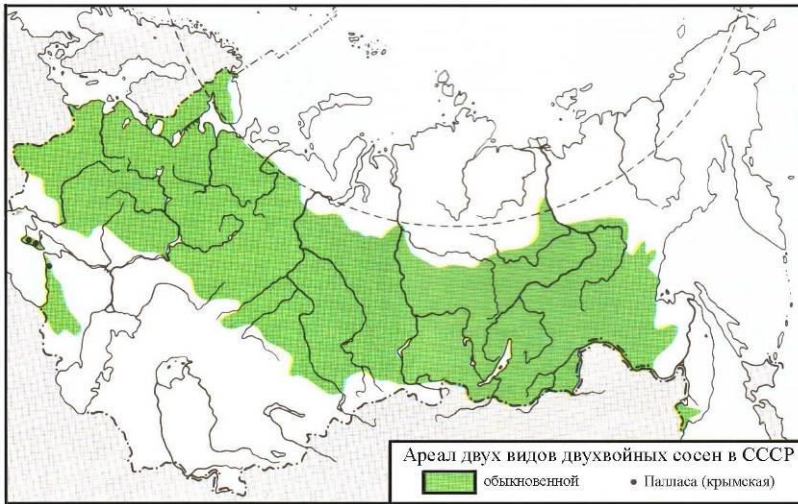 Ареал двух видов двухвойных сосен в СССР
обыкновенной
• Палласа (крымская)